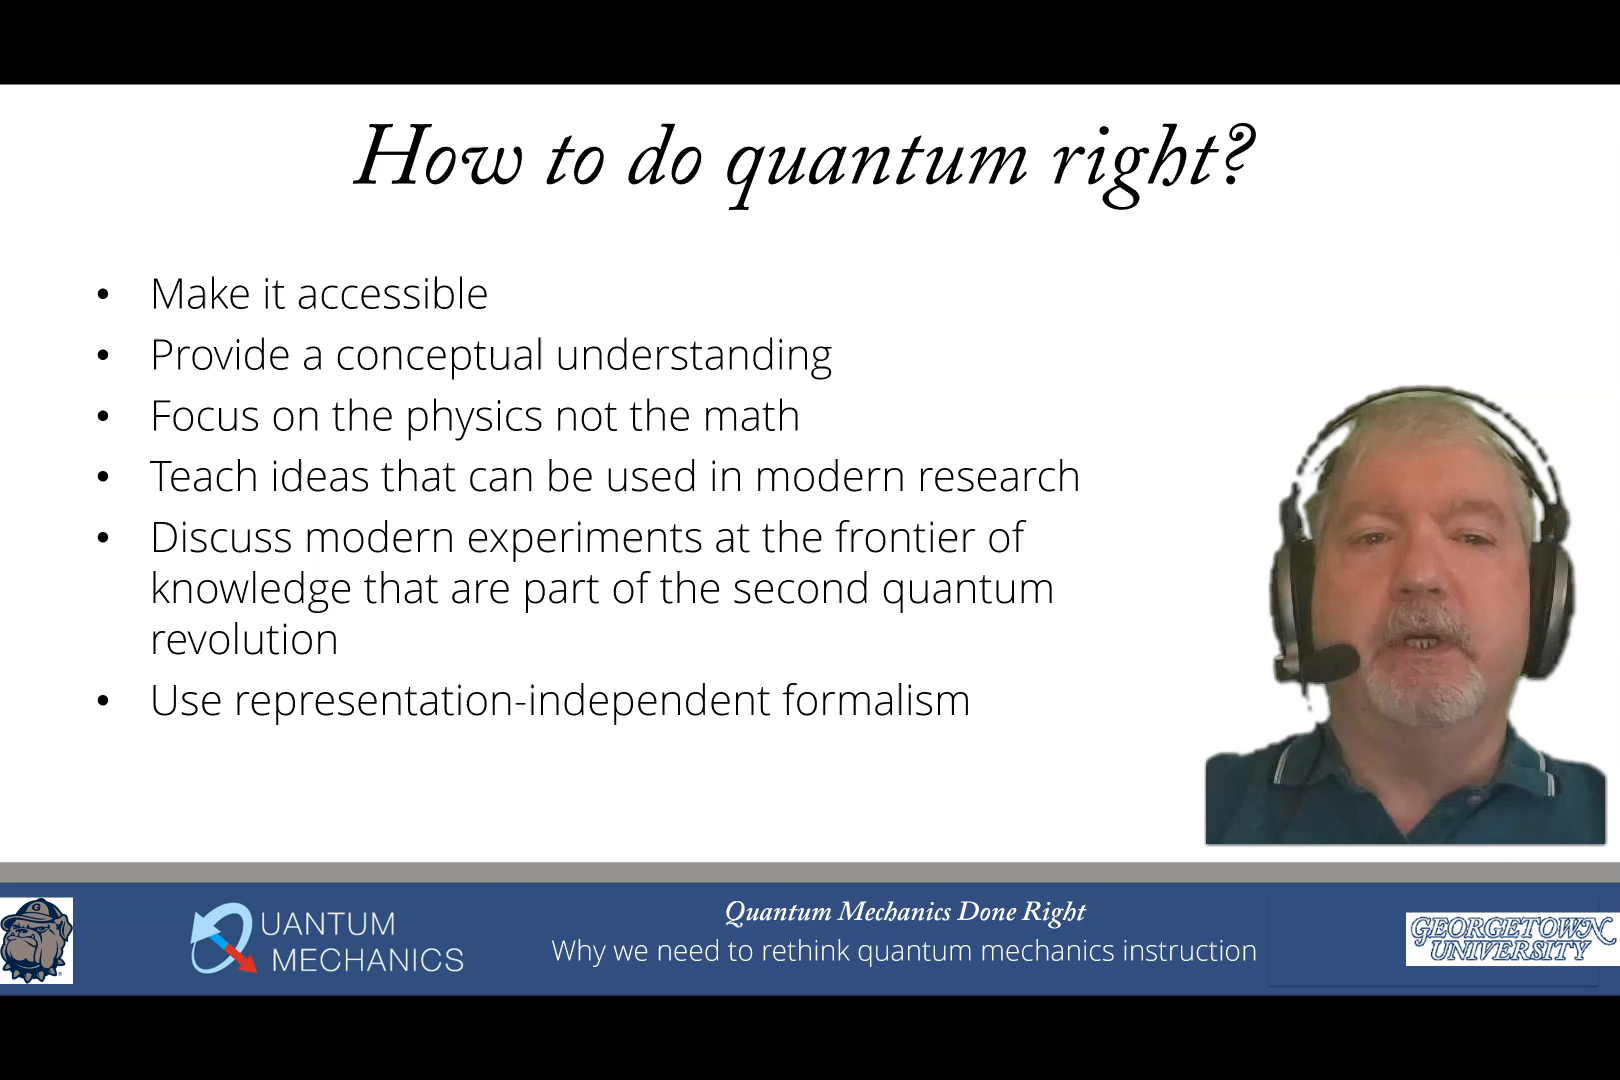 How to do quantum right?
• Make it accessible
• Provide a conceptual understanding
• Focus on the physics not the math
• Teach ideas that can be used in modern research
• Discuss modern experiments at the frontier of
knowledge that are part of the second quantum
revolution
• Use representation-independent formalism
G
QUANTUM
MECHANICS
Quantum Mechanics Done Right
Why we need to rethink quantum mechanics instruction
GEORGETOWN
UNIVERSITY